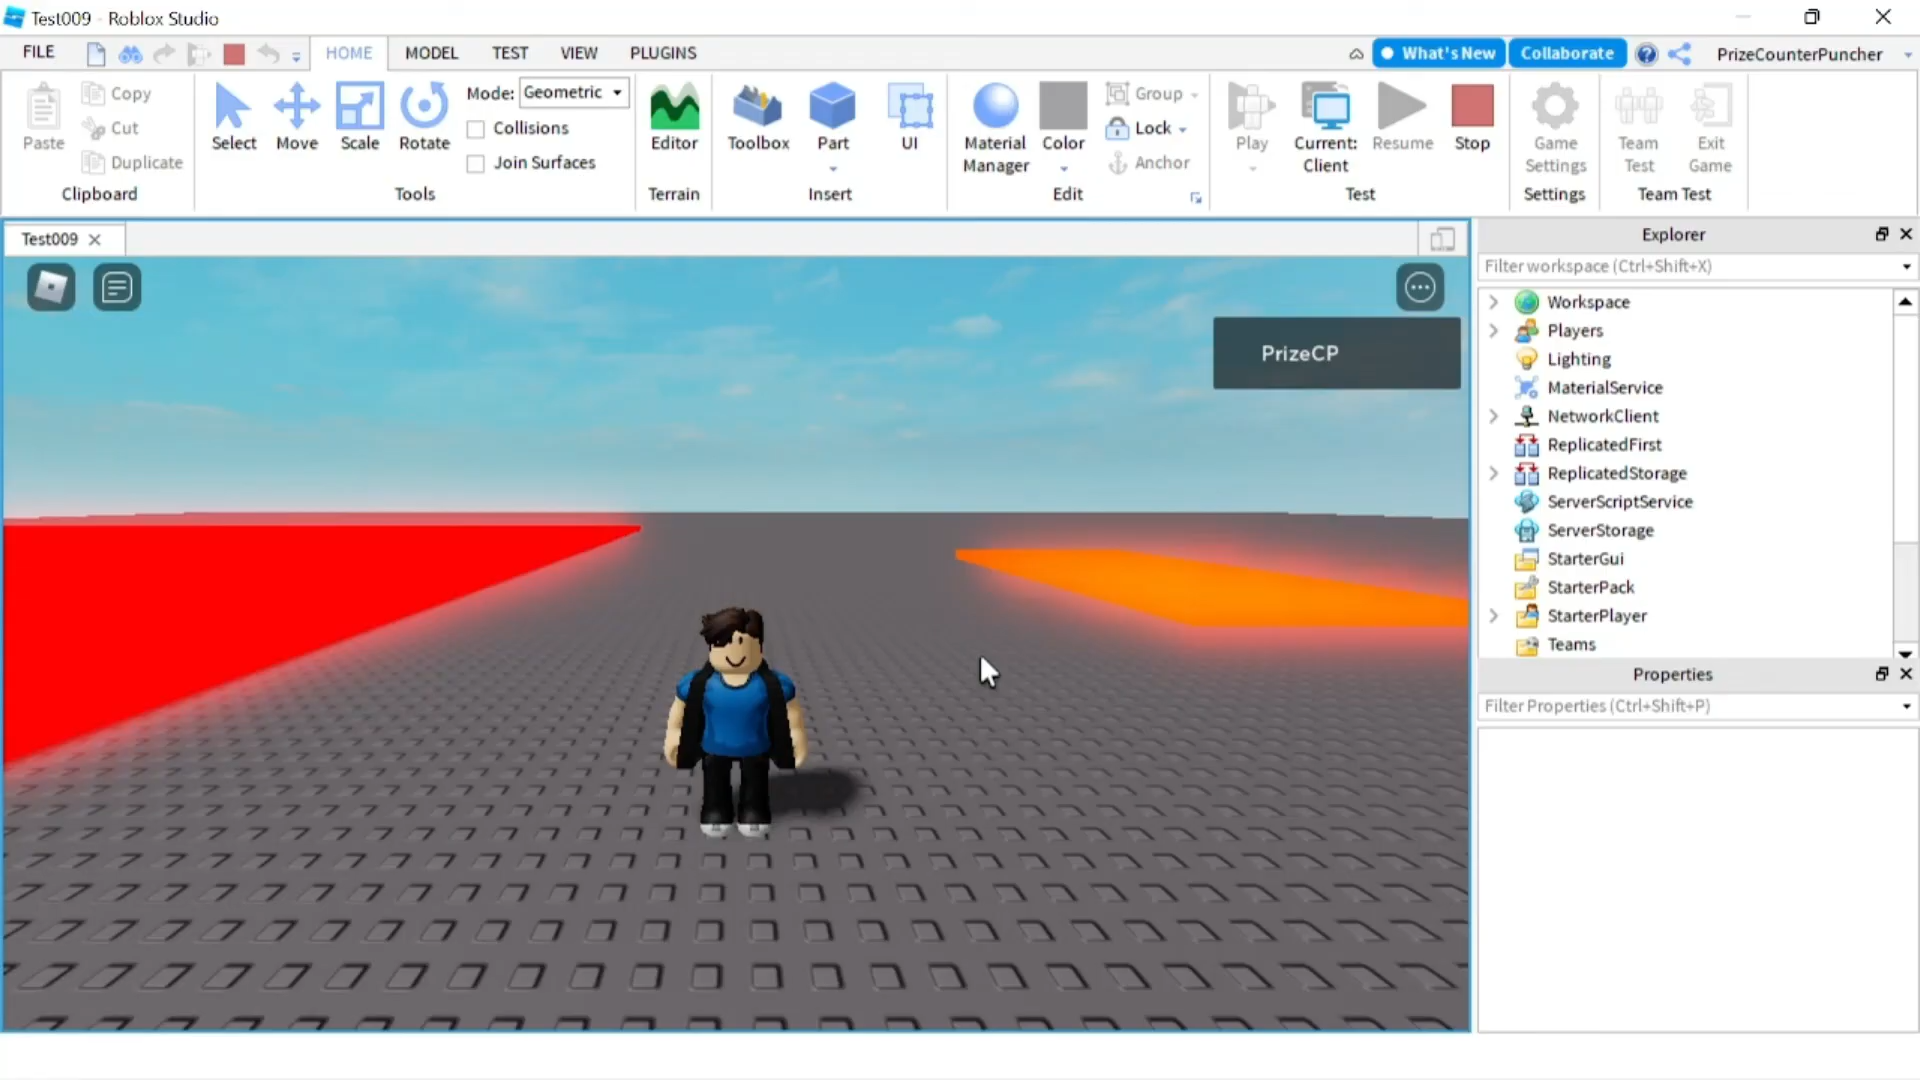 Test009 - Roblox Studio
FILE
HOME
MODEL
TEST
VIEW
PLUGINS
What's New
Collaborate
PrizeCounterPuncher
Paste
Copy
Cut
Duplicate
Clipboard
Select
Move
Scale
Rotate
Mode: Geometric
Collisions
Join Surfaces
Tools
Editor
Terrain
Toolbox
Part
UI
Insert
Material
Manager
Color
Group
Lock
Anchor
Edit
Play
Current:
Client
Resume
Stop
Test
Game
Settings
Settings
Team
Test
Exit
Game
Team Test
Test009
PrizeCP
Explorer
Filter workspace (Ctrl+Shift+X)
Workspace
Players
Lighting
MaterialService
NetworkClient
ReplicatedFirst
ReplicatedStorage
ServerScriptService
ServerStorage
StarterGui
StarterPack
StarterPlayer
Teams
Properties
Filter Properties (Ctrl+Shift+P)